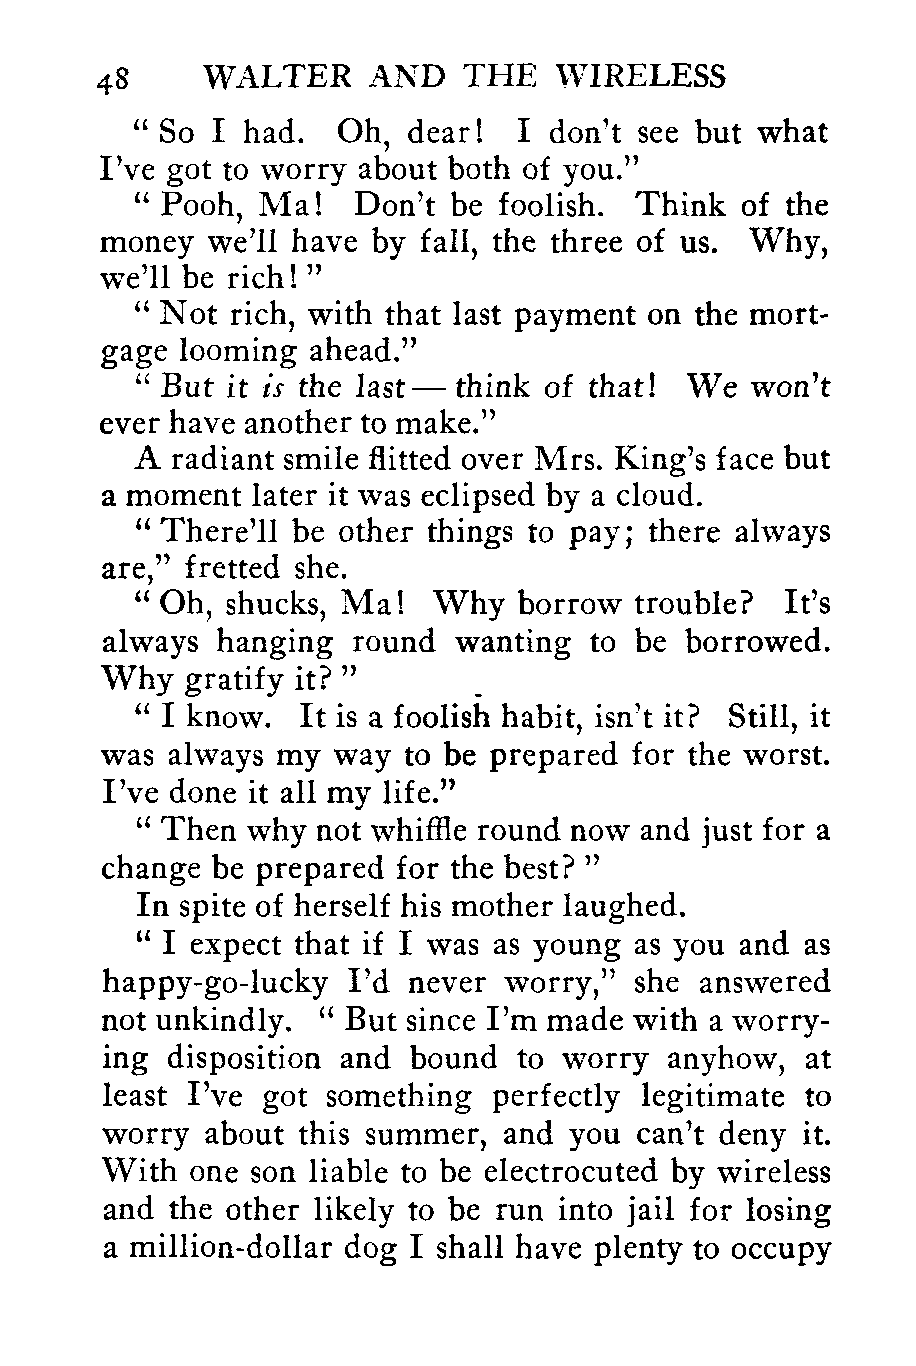 48 WALTER AND THE WIRELESS
“ So I had. Oh, dear! I don’t see but what
I’ve got to worry about both of you.”
“ Pooh, Ma! Don’t be foolish. Think of the
money we’ll have by fall, the three of us. Why,
we’ll be rich! ”
“ Not rich, with that last payment on the mort-
gage looming ahead.”
“ But it is the last — think of that! We won’t
ever have another to make.”
A radiant smile flitted over Mrs. King’s face but
a moment later it was eclipsed by a cloud.
“ There’ll be other things to pay; there always
are,” fretted she.
“ Oh, shucks, Ma! Why borrow trouble? It’s
always hanging round wanting to be borrowed.
Why gratify it? ”
“ I know. It is a foolish habit, isn’t it? Still, it
was always my way to be prepared for the worst.
I’ve done it all my life.”
“ Then why not whiffle round now and just for a
change be prepared for the best? ”
In spite of herself his mother laughed.
“ I expect that if I was as young as you and as
happy-go-lucky I’d never worry,” she answered
not unkindly. “ But since I’m made with a worry-
ing disposition and bound to worry anyhow, at
least I’ve got something perfectly legitimate to
worry about this summer, and you can’t deny it.
With one son liable to be electrocuted by wireless
and the other likely to be run into jail for losing
a million-dollar dog I shall have plenty to occupy